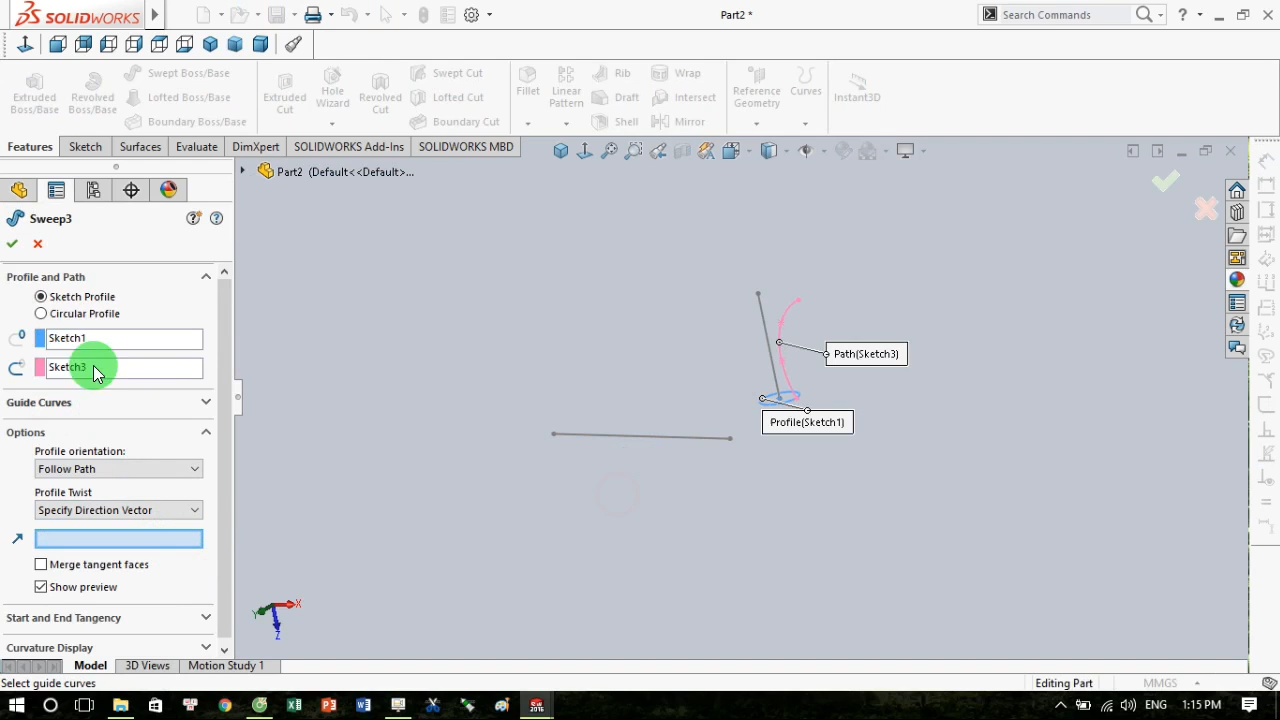 SOLIDWORKS
Part2 *
Search Commands
Extruded Boss/Base
Revolved Boss/Base
Swept Boss/Base
Lofted Boss/Base
Boundary Boss/Base
Extruded Cut
Hole Wizard
Revolved Cut
Swept Cut
Lofted Cut
Boundary Cut
Fillet
Linear Pattern
Rib
Draft
Shell
Wrap
Intersect
Mirror
Reference Geometry
Curves
Instant3D
Features
Sketch
Surfaces
Evaluate
DimXpert
SOLIDWORKS Add-Ins
SOLIDWORKS MBD
Part2 (Default<<Default>...
Sweep3
Profile and Path
Sketch Profile
Circular Profile
Sketch1
Sketch3
Guide Curves
Options
Profile orientation:
Follow Path
Profile Twist
Specify Direction Vector
Merge tangent faces
Show preview
Start and End Tangency
Curvature Display
Path(Sketch3)
Profile(Sketch1)
X
Y
Z
Model
3D Views
Motion Study 1
Select guide curves
Editing Part
MMGS
ENG
1:15 PM